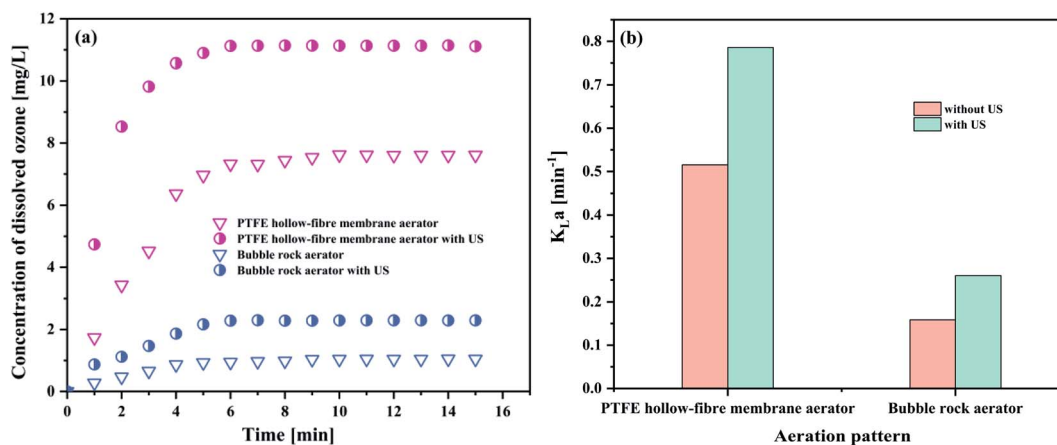 (a)
Concentration of dissolved ozone [mg/L]
12
10
8
6
4
2
0
PTFE hollow-fibre membrane aerator
PTFE hollow-fibre membrane aerator with US
Bubble rock aerator
Bubble rock aerator with US
0 2 4 6 8 10 12 14 16
Time [min]
(b)
K_L a [min⁻¹]
0.8
0.7
0.6
0.5
0.4
0.3
0.2
0.1
0.0
without US
with US
PTFE hollow-fibre membrane aerator Bubble rock aerator
Aeration pattern